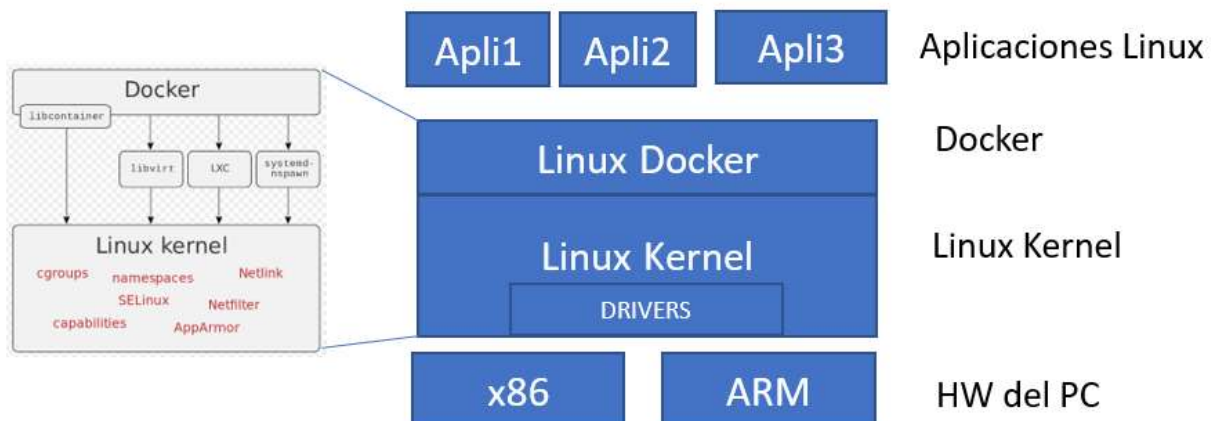 Docker
libcontainer
libvirt
LXC
systemd-
nspawn
Linux kernel
cgroups
namespaces
Netlink
SELinux
Netfilter
capabilities
AppArmor
Apli1
Apli2
Apli3
Aplicaciones Linux
Linux Docker
Docker
Linux Kernel
Linux Kernel
DRIVERS
x86
ARM
HW del PC